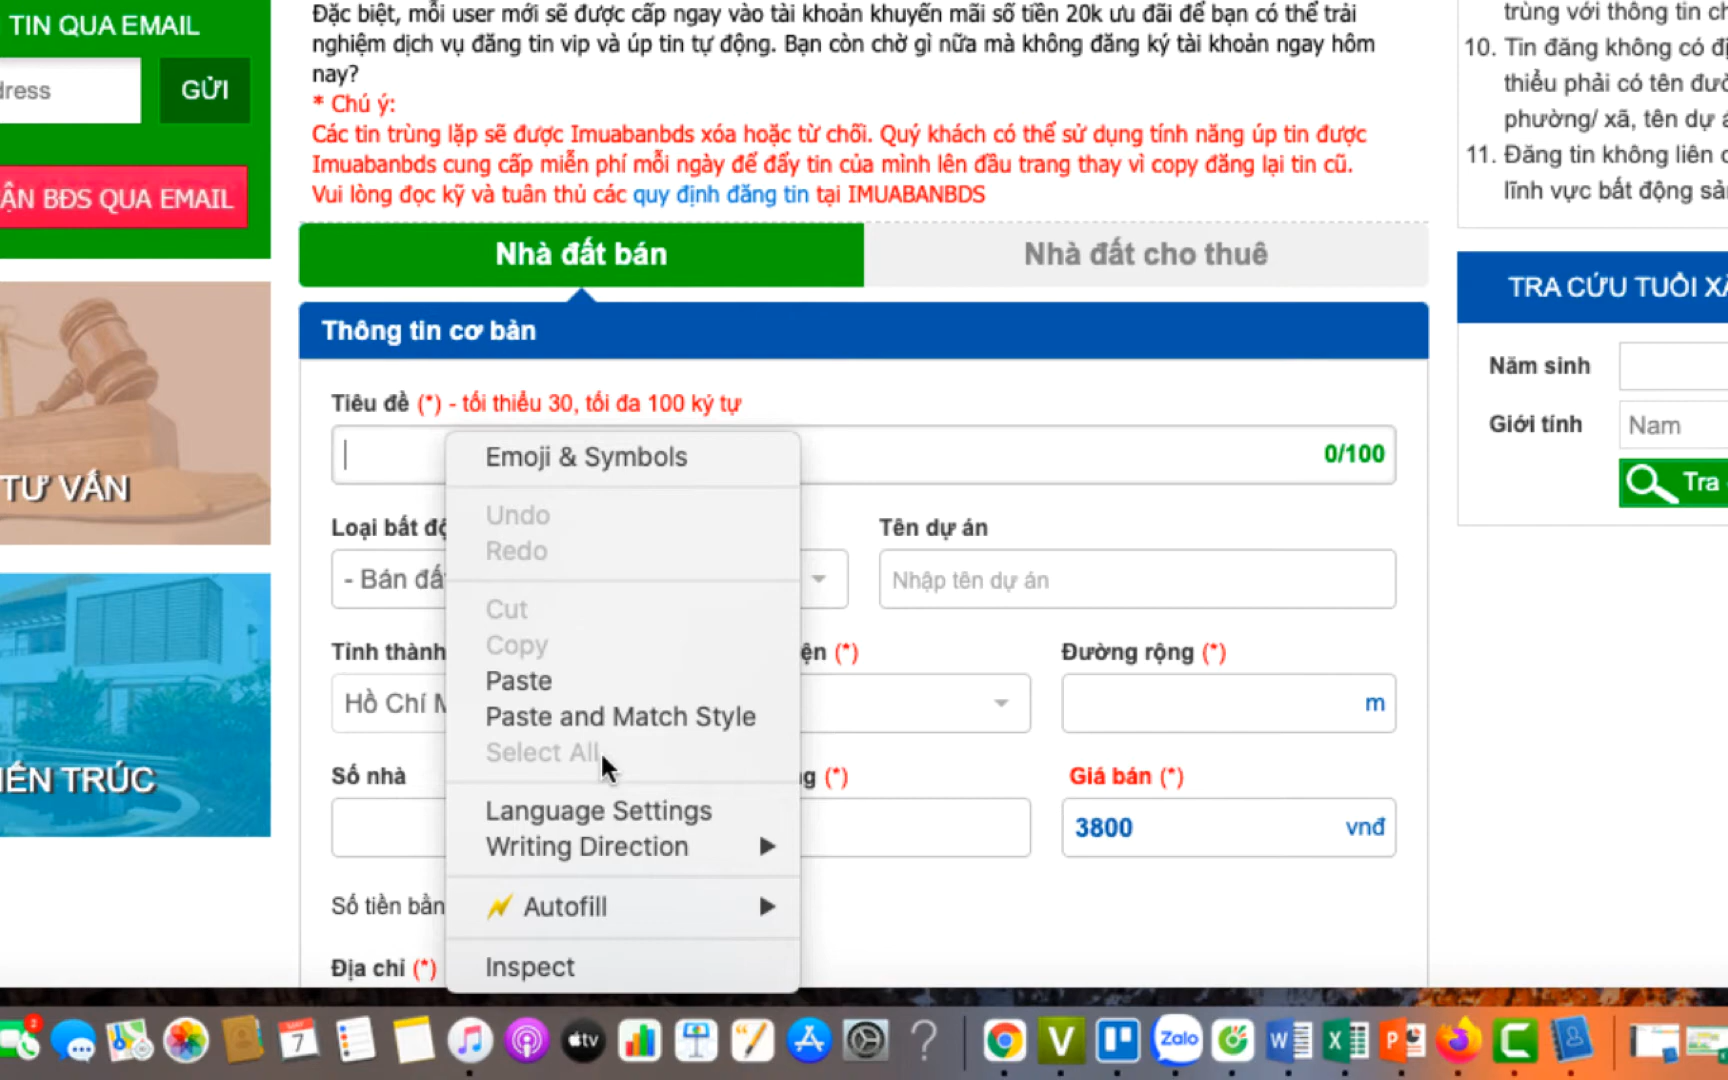 TIN QUA EMAIL
GỬI
ẬN BĐS QUA EMAIL
TƯ VẤN
IẾN TRÚC
Đặc biệt, mỗi user mới sẽ được cấp ngay vào tài khoản khuyến mãi số tiền 20k ưu đãi để bạn có thể trải
nghiệm dịch vụ đăng tin vip và úp tin tự động. Bạn còn chờ gì nữa mà không đăng ký tài khoản ngay hôm
nay?
* Chú ý:
Các tin trùng lặp sẽ được Imuabanbds xóa hoặc từ chối. Quý khách có thể sử dụng tính năng úp tin được
Imuabanbds cung cấp miễn phí mỗi ngày để đẩy tin của mình lên đầu trang thay vì copy đăng lại tin cũ.
Vui lòng đọc kỹ và tuân thủ các quy định đăng tin tại IMUABANBDS
Nhà đất bán
Nhà đất cho thuê
Thông tin cơ bản
Tiêu đề (*) - tối thiểu 30, tối đa 100 ký tự
0/100
Loại bất
Tên dự án
- Bán
Nhập tên dự án
Tỉnh thành
(*)
Đường rộng (*)
Hồ Chí
m
Số nhà
(*)
Giá bán (*)
3800
vnđ
Số tiền
Địa chỉ (*)
Emoji & Symbols
Undo
Redo
Cut
Copy
Paste
Paste and Match Style
Select All
Language Settings
Writing Direction
Autofill
Inspect
trùng với thông tin
10. Tin đăng không có
thiểu phải có tên
phường/ xã, tên dự
11. Đăng tin không liên
lĩnh vực bất động
TRA CỨU TUỔI
Năm sinh
Giới tính
Nam
Tra
2
7
tv
V
Zalo
W
X
P